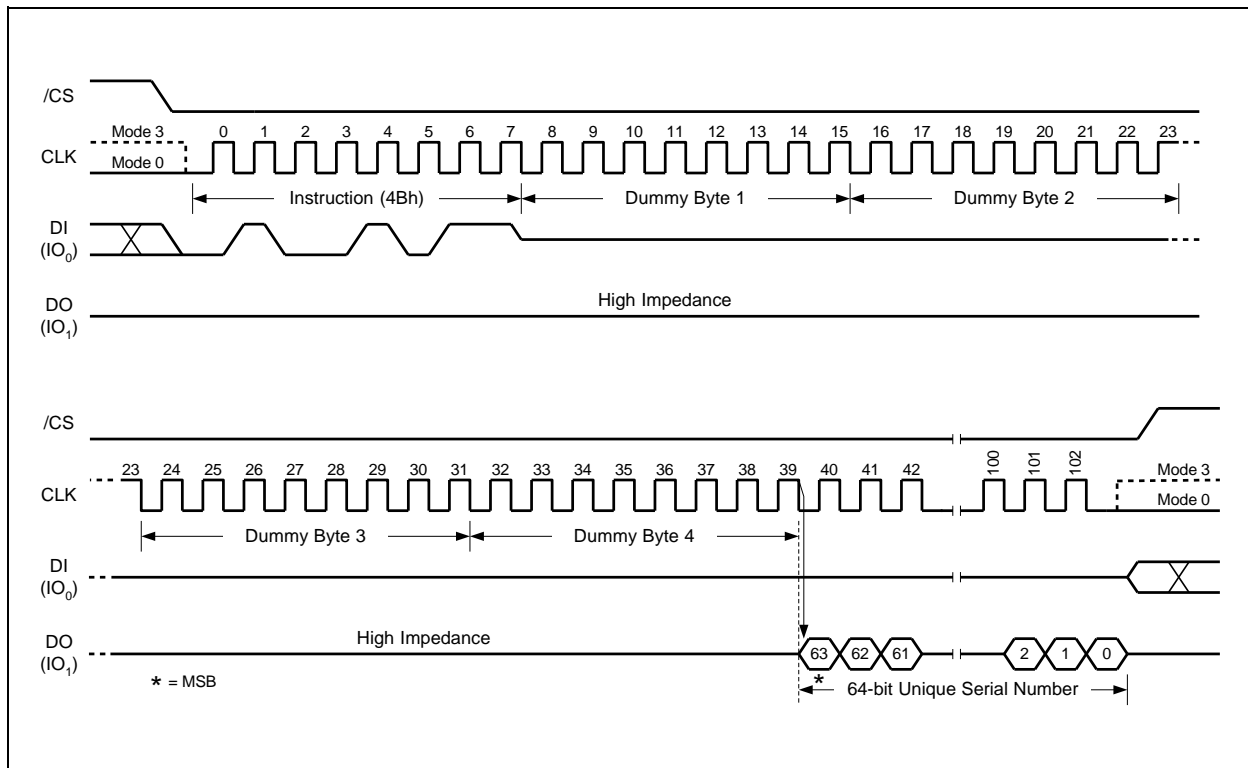 /CS
Mode 3 0 1 2 3 4 5 6 7 8 9 10 11 12 13 14 15 16 17 18 19 20 21 22 23
CLK
Mode 0
Instruction (4Bh) Dummy Byte 1 Dummy Byte 2
DI
(IO0)
High Impedance
DO
(IO1)
/CS
23 24 25 26 27 28 29 30 31 32 33 34 35 36 37 38 39 40 41 42 100 101 102 Mode 3
CLK
Mode 0
Dummy Byte 3 Dummy Byte 4
DI
(IO0)
DO
(IO1)
High Impedance
63 62 61 2 1 0
* = MSB
*
64-bit Unique Serial Number